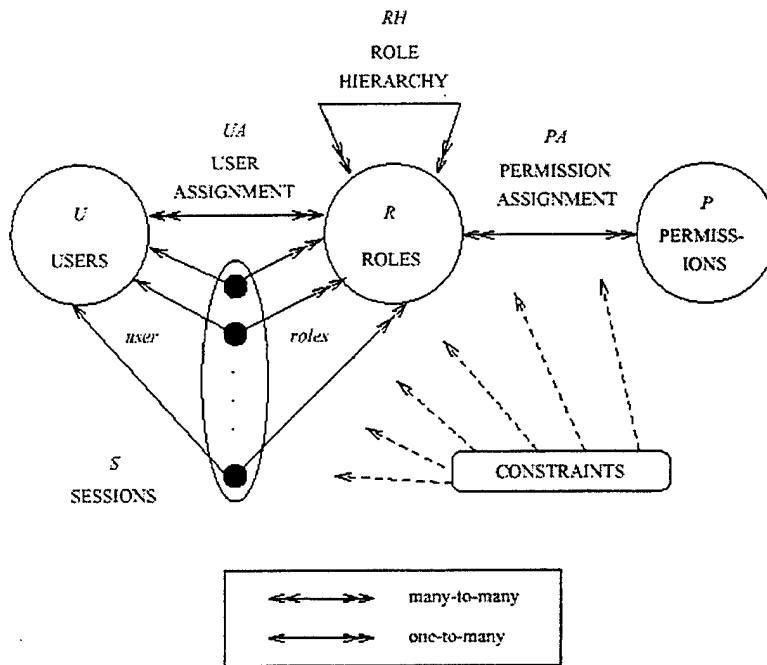 RH
ROLE
HIERARCHY
UA
USER
ASSIGNMENT
PA
PERMISSION
ASSIGNMENT
U
USERS
R
ROLES
P
PERMISS-
IONS
user
roles
S
SESSIONS
CONSTRAINTS
many-to-many
one-to-many